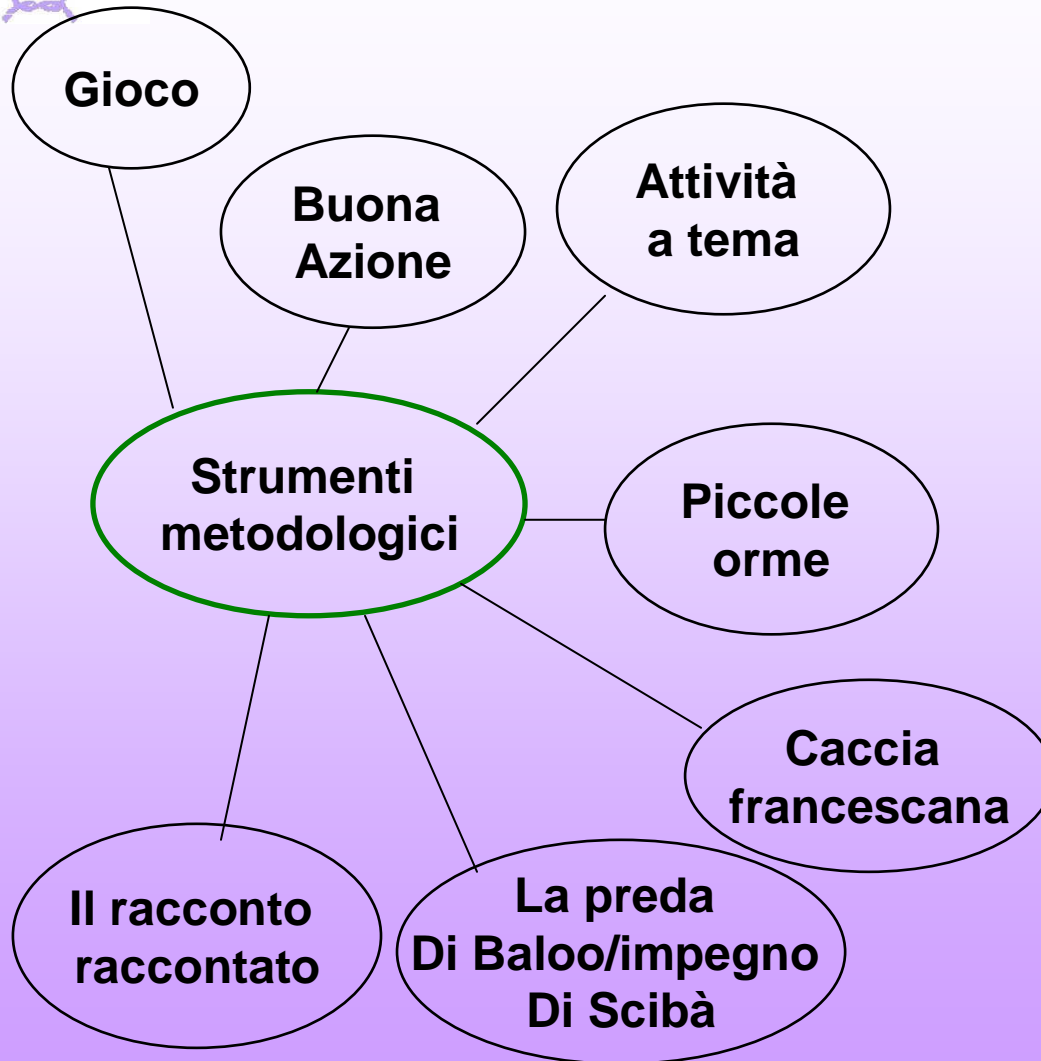 Gioco
Buona
Azione
Attività
a tema
Strumenti
metodologici
Piccole
orme
Caccia
francescana
Il racconto
raccontato
La preda
Di Baloo/impegno
Di Scibà